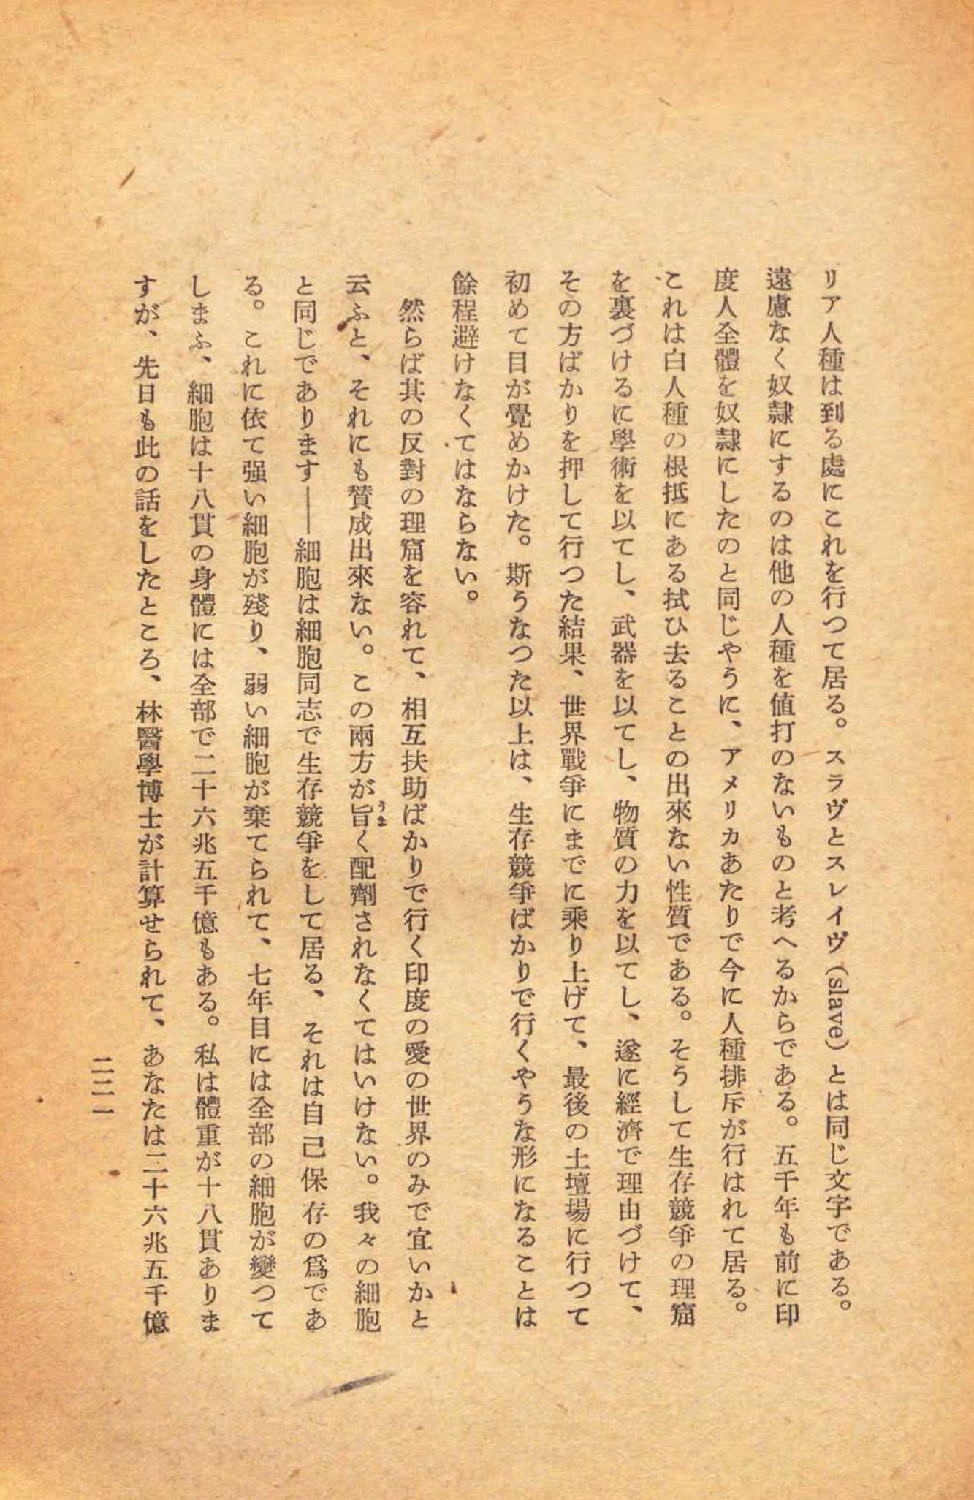 リア人種は到る處にこれを行つて居る。スラヴとスレイヴ(slave)とは同じ文字である。
遠慮なく奴隷にするのは他の人種を値打のないものと考へるからである。五千年も前に印
度人全體を奴隷にしたのと同じやうに、アメリカあたりで今に人種排斥が行はれて居る。
これは白人種の根抵にある拭ひ去ることの出來ない性質である。そうして生存競爭の理窟
を裏づけるに學術を以てし、武器を以てし、物質の力を以てし、遂に經濟で理由づけて、
その方ばかりを押して行つた結果、世界戰爭にまでに乘り上げて、最後の土壇場に行つて
初めて目が覺めかけた。斯うなつた以上は、生存競爭ばかりで行くやうな形になることは
餘程避けなくてはならない。
然らば其の反對の理窟を容れて、相互扶助ばかりで行く印度の愛の世界のみで宜いかと
云ふと、それにも賛成出來ない。この兩方が旨うまく配劑されなくてはいけない。我々の細胞
と同じであります――細胞は細胞同志で生存競爭をして居る、それは自己保存の爲であ
る。これに依て强い細胞が殘り、弱い細胞が棄てられて、七年目には全部の細胞が變つて
しまふ、細胞は十八貫の身體には全部で二十六兆五千億もある。私は體重が十八貫ありま
すが、先日も此の話をしたところ、林醫學博士が計算せられて、あなたは二十六兆五千億
二二一